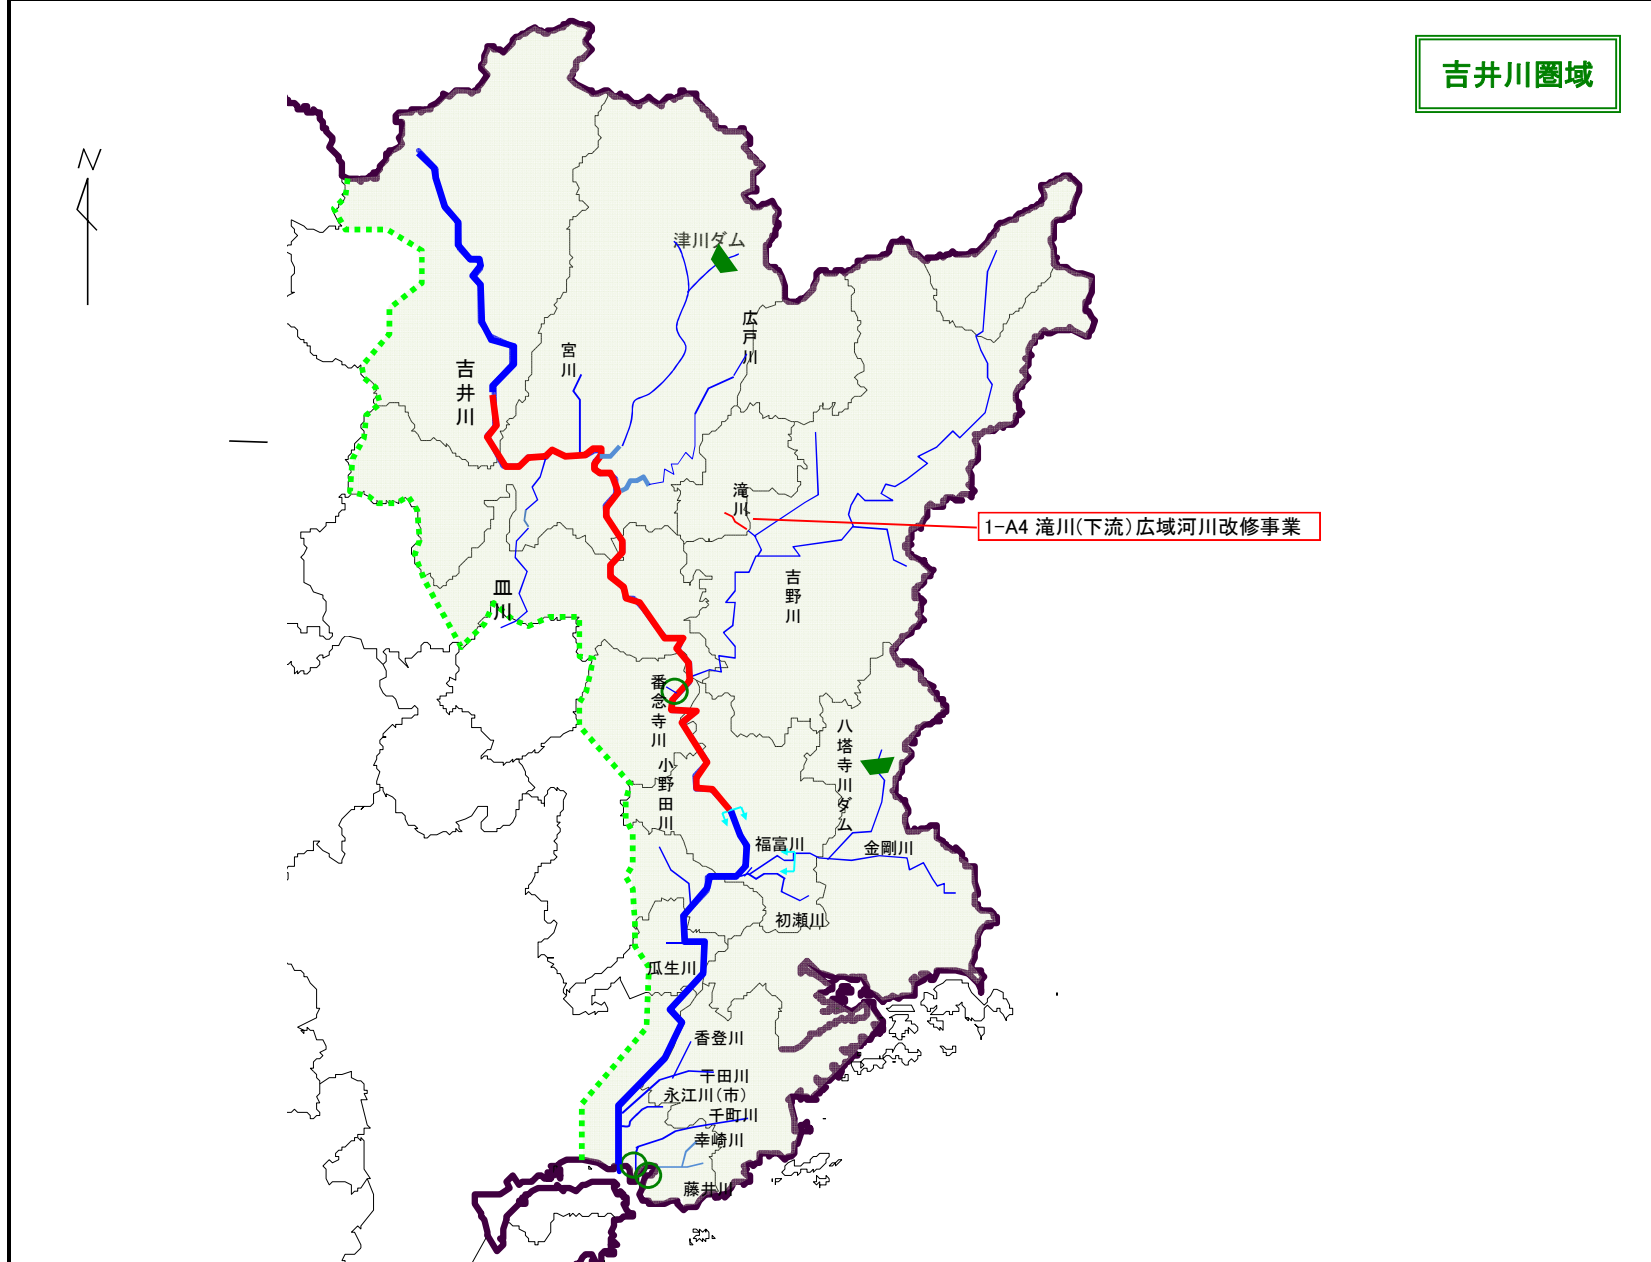 吉井川圏域
N
津川ダム
広戸川
宮川
吉井川
滝川
1-A4 滝川(下流)広域河川改修事業
吉野川
皿川
番念寺川
八塔寺川ダム
小野田川
福富川
金剛川
初瀬川
瓜生川
香登川
干田川
永江川(市)
千町川
幸崎川
藤井川